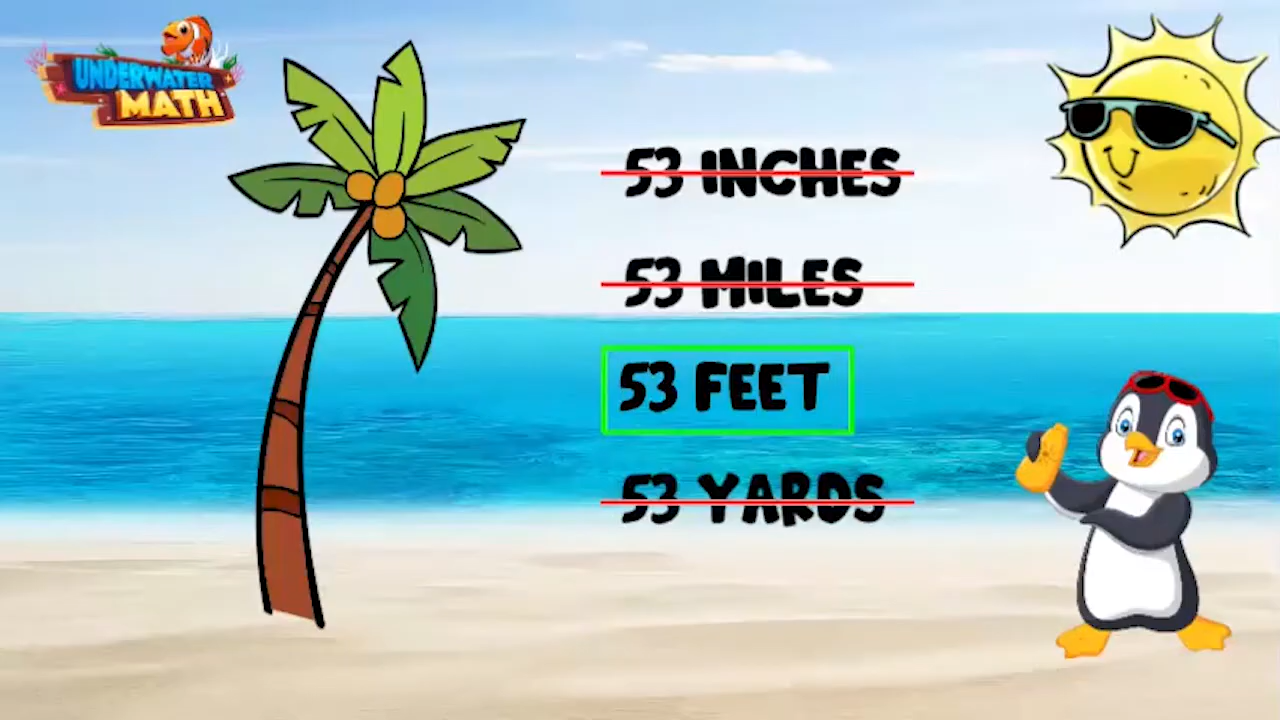 UNDERWATER
MATH
53 INCHES
53 MILES
53 FEET
53 YARDS